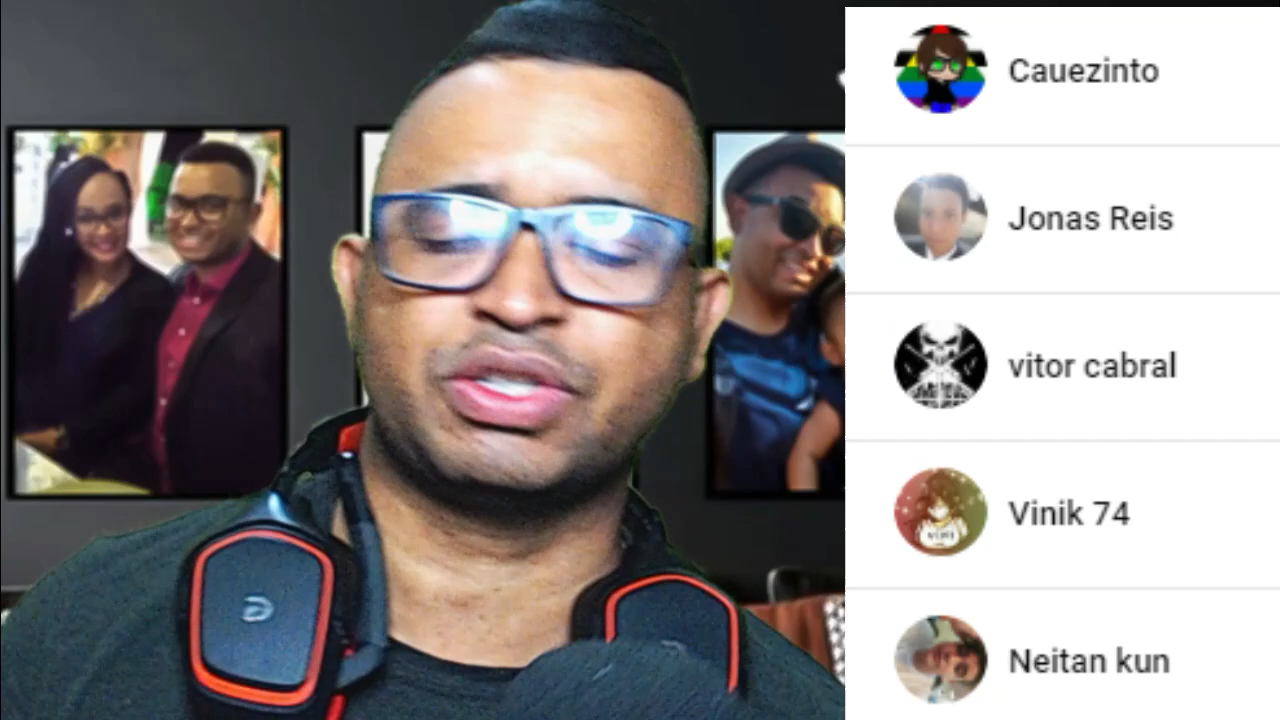 Cauezinto
Jonas Reis
vitor cabral
Vinik 74
Neitan kun